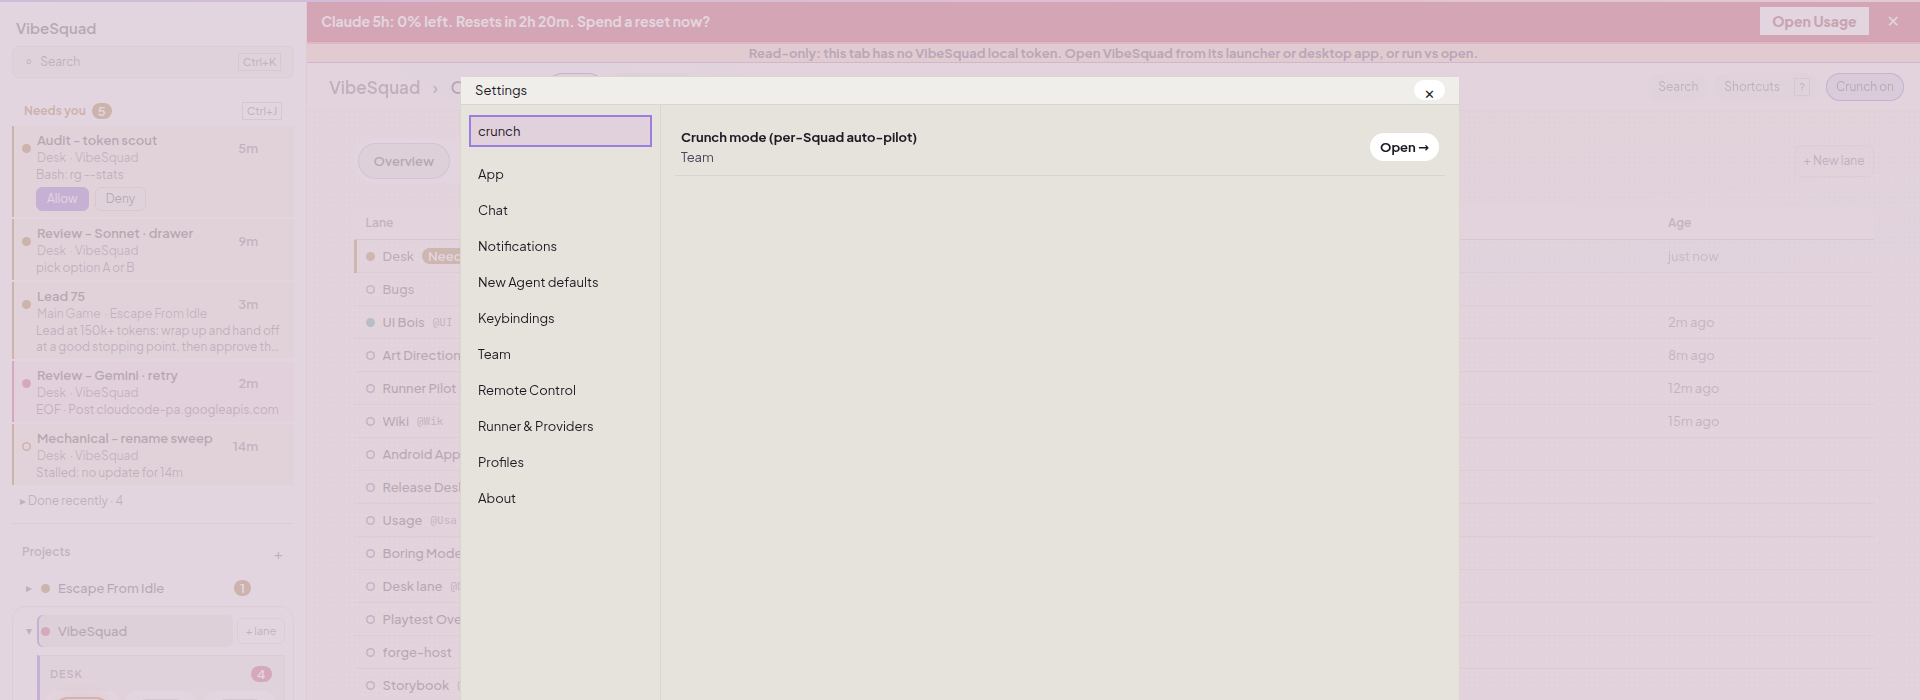 VibeSquad
Search
Ctrl+K
Needs you 5
Ctrl+J
Audit - token scout
5m
Desk · VibeSquad
Bash: rg --stats
Allow
Deny
Review - Sonnet · drawer
9m
Desk · VibeSquad
pick option A or B
Lead 75
3m
Main Game · Escape From Idle
Lead at 150k+ tokens: wrap up and hand off
at a good stopping point, then approve th...
Review - Gemini · retry
2m
Desk · VibeSquad
EOF · Post cloudcode-pa.googleapis.com
Mechanical - rename sweep
14m
Desk · VibeSquad
Stalled: no update for 14m
Done recently · 4
Projects
+
Escape From Idle
1
VibeSquad
+ lane
DESK
4
Claude 5h: 0% left. Resets in 2h 20m. Spend a reset now?
Open Usage
×
Read-only: this tab has no VibeSquad local token. Open VibeSquad from its launcher or desktop app, or run vs open.
VibeSquad ›
Search
Shortcuts ?
Crunch on
Overview
+ New lane
Lane
Age
Desk
just now
Bugs
UI Bois @UI
2m ago
Art Direction
8m ago
Runner Pilot
12m ago
Wiki @Wik
15m ago
Android App
Release Des
Usage @Usa
Boring Mode
Desk lane
Playtest Ove
forge-host
Storybook
Settings
×
crunch
App
Chat
Notifications
New Agent defaults
Keybindings
Team
Remote Control
Runner & Providers
Profiles
About
Crunch mode (per-Squad auto-pilot)
Team
Open →